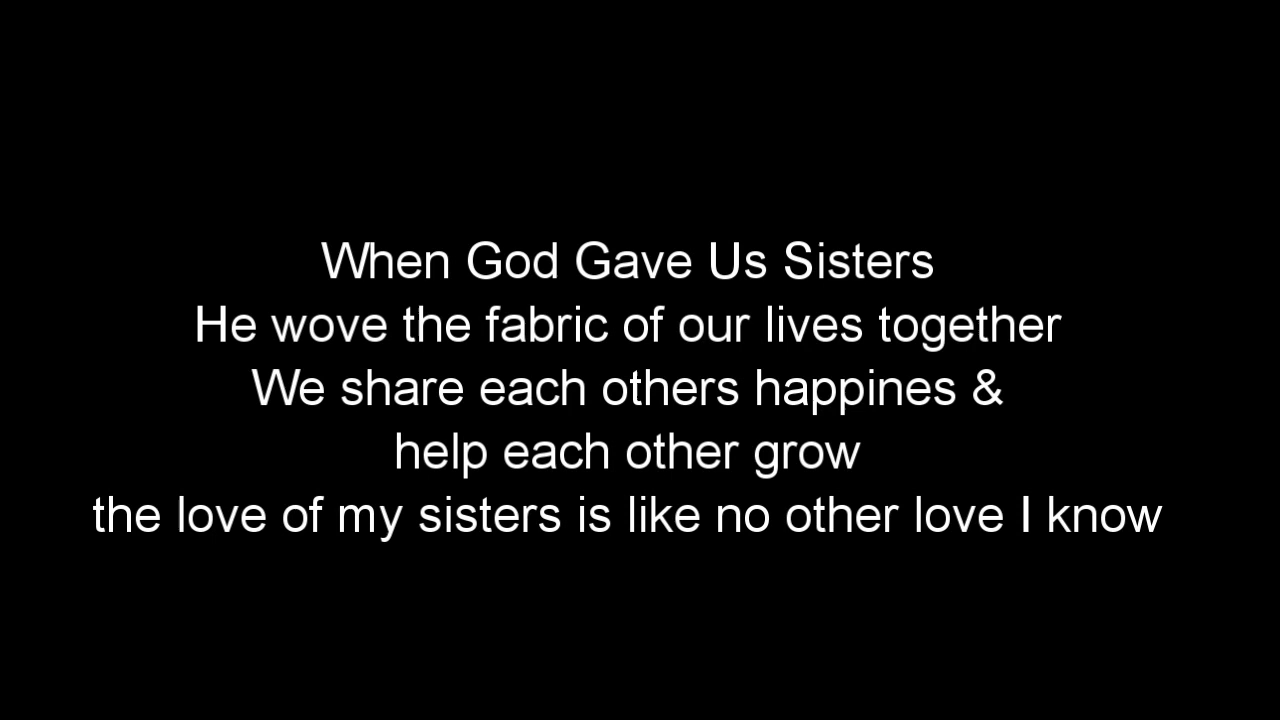 When God Gave Us Sisters
He wove the fabric of our lives together
We share each others happines &
help each other grow
the love of my sisters is like no other love I know